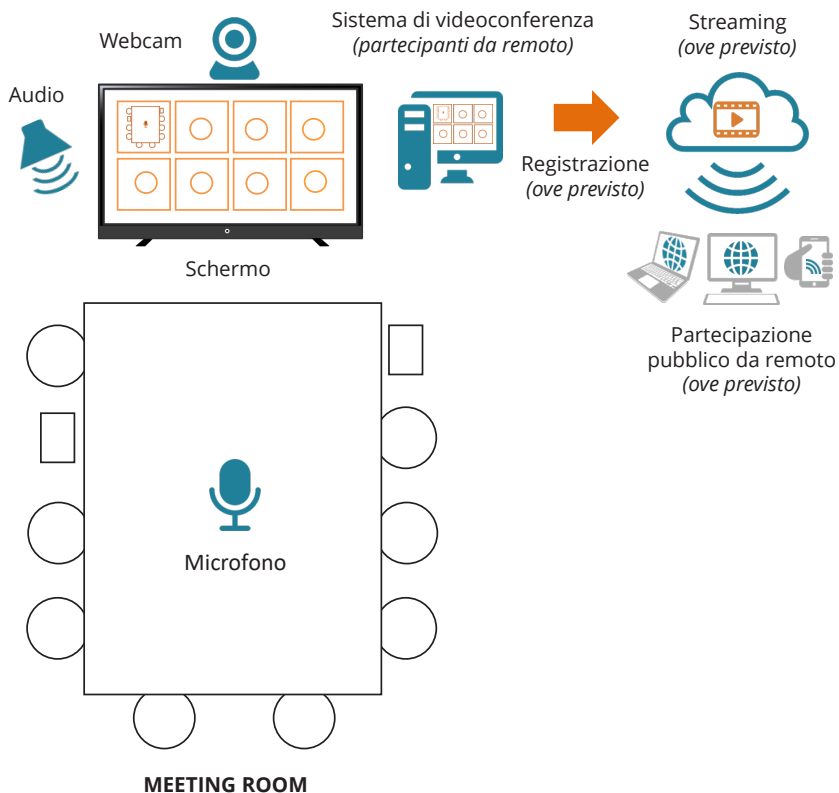 Sistema di videoconferenza
(partecipanti da remoto)
Streaming
(ove previsto)
Webcam
Audio
Registrazione
(ove previsto)
Schermo
Partecipazione
pubblico da remoto
(ove previsto)
Microfono
MEETING ROOM